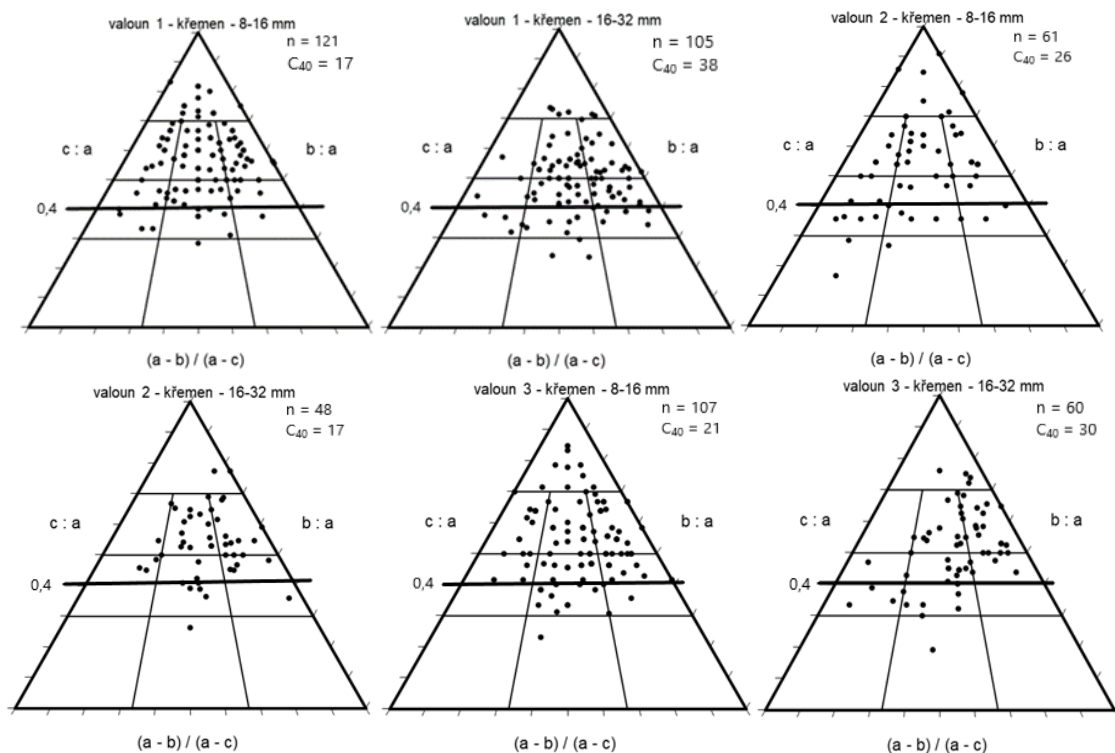 valoun 1 - křemen - 8-16 mm
n = 121
C₄₀ = 17
c : a
b : a
0,4
(a - b) / (a - c)
valoun 1 - křemen - 16-32 mm
n = 105
C₄₀ = 38
c : a
b : a
0,4
(a - b) / (a - c)
valoun 2 - křemen - 8-16 mm
n = 61
C₄₀ = 26
c : a
b : a
0,4
(a - b) / (a - c)
valoun 2 - křemen - 16-32 mm
n = 48
C₄₀ = 17
c : a
b : a
0,4
(a - b) / (a - c)
valoun 3 - křemen - 8-16 mm
n = 107
C₄₀ = 21
c : a
b : a
0,4
(a - b) / (a - c)
valoun 3 - křemen - 16-32 mm
n = 60
C₄₀ = 30
c : a
b : a
0,4
(a - b) / (a - c)